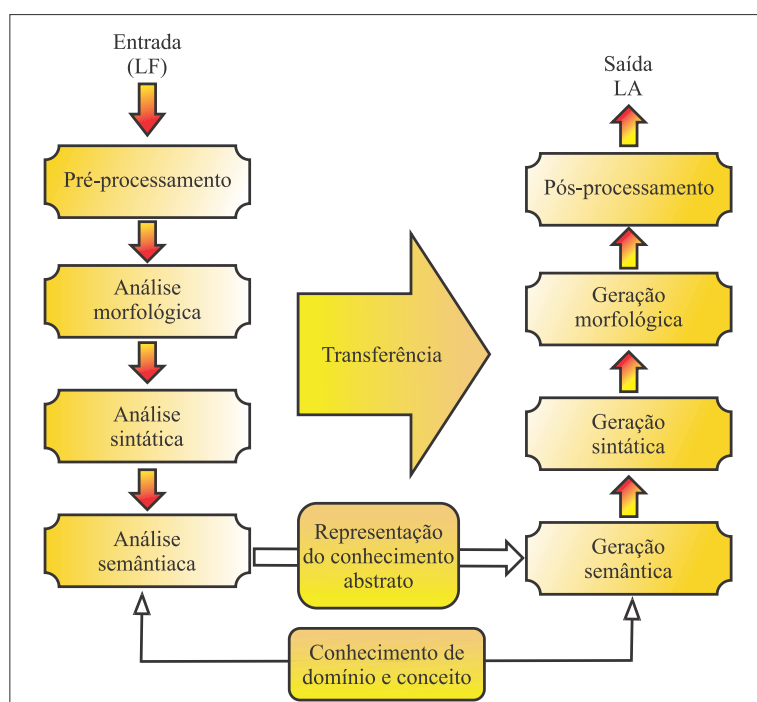 Entrada
(LF)
Pré-processamento
Análise
morfológica
Análise
sintática
Análise
semântiaca
Transferência
Representação
do conhecimento
abstrato
Conhecimento de
domínio e conceito
Saída
LA
Pós-processamento
Geração
morfológica
Geração
sintática
Geração
semântica